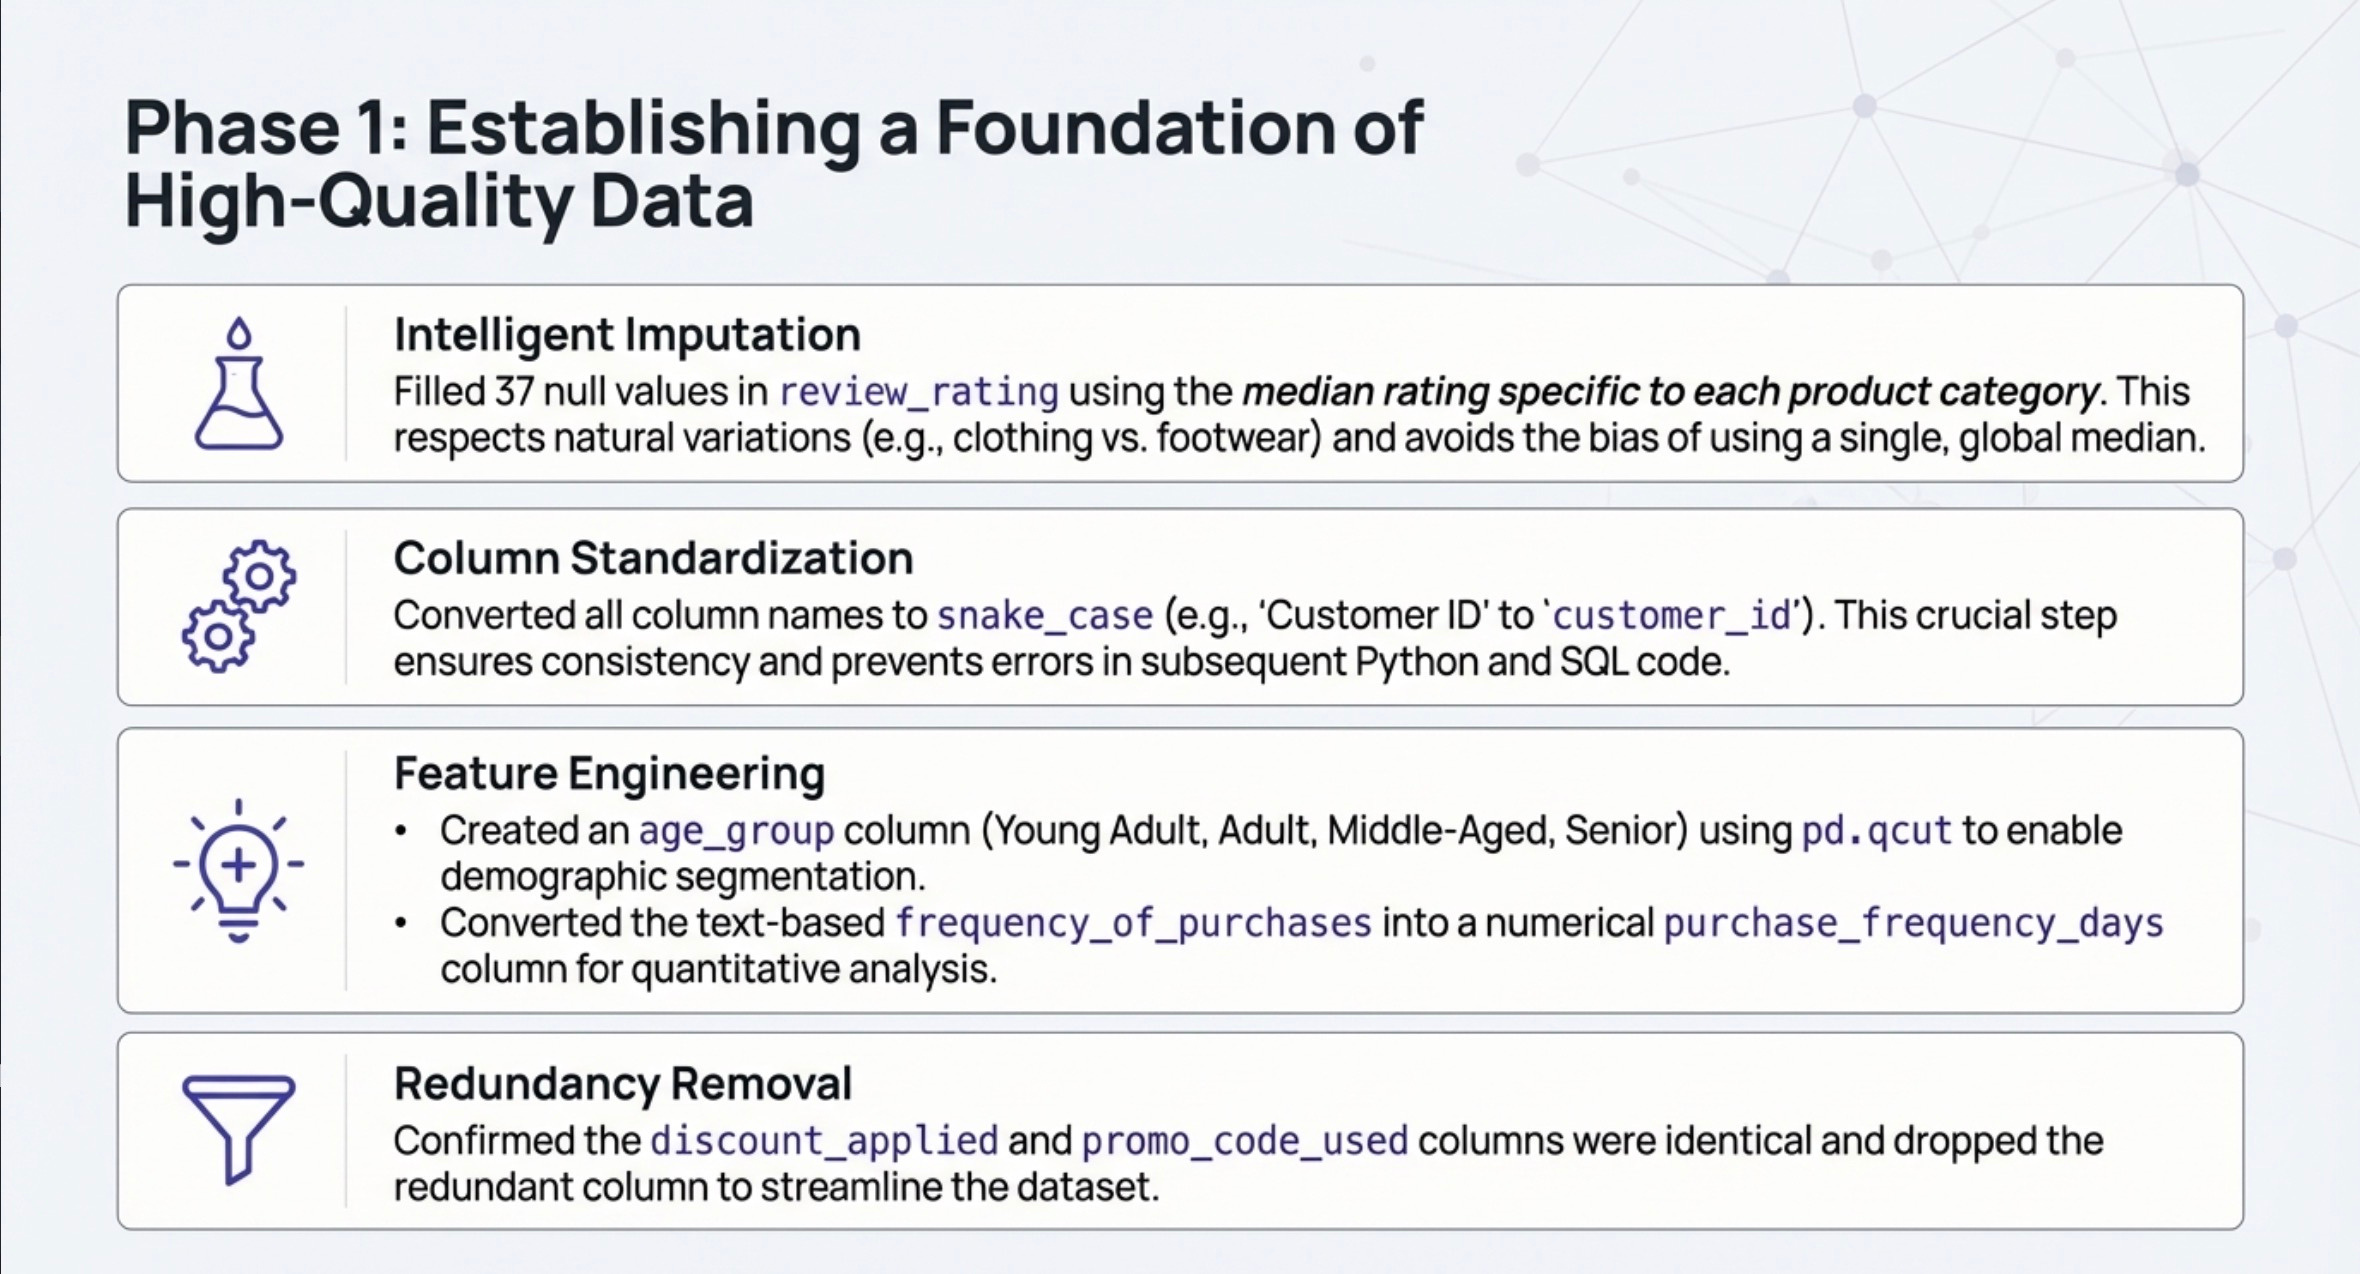 Phase 1: Establishing a Foundation of
High-Quality Data
Intelligent Imputation
Filled 37 null values in review_rating using the median rating specific to each product category. This
respects natural variations (e.g., clothing vs. footwear) and avoids the bias of using a single, global median.
Column Standardization
Converted all column names to snake_case (e.g., ‘Customer ID’ to `customer_id’). This crucial step
ensures consistency and prevents errors in subsequent Python and SQL code.
Feature Engineering
• Created an age_group column (Young Adult, Adult, Middle-Aged, Senior) using pd.qcut to enable
demographic segmentation.
• Converted the text-based frequency_of_purchases into a numerical purchase_frequency_days
column for quantitative analysis.
Redundancy Removal
Confirmed the discount_applied and promo_code_used columns were identical and dropped the
redundant column to streamline the dataset.